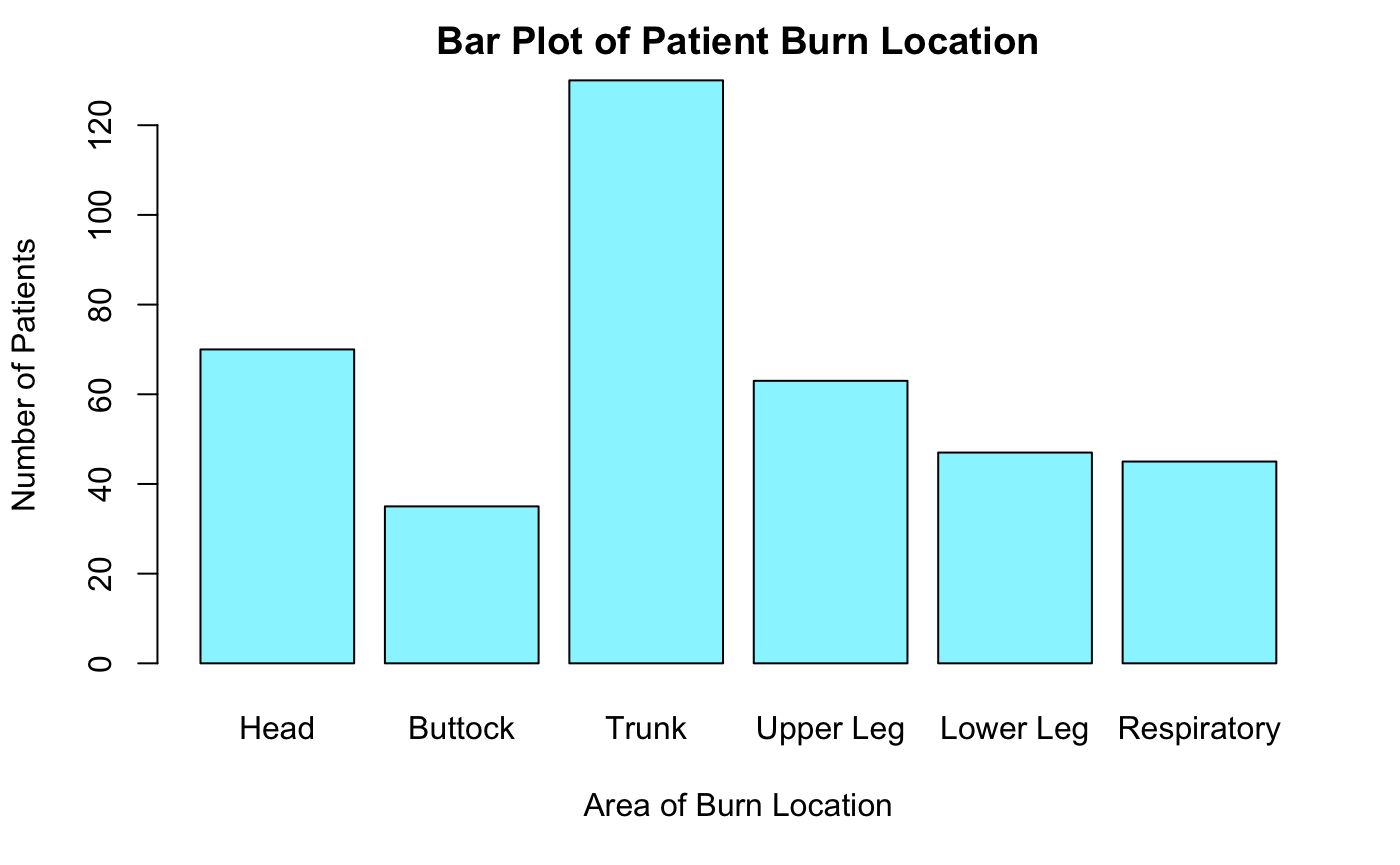 Bar Plot of Patient Burn Location
Number of Patients
120
100
80
60
40
20
0
Head Buttock Trunk Upper Leg Lower Leg Respiratory
Area of Burn Location